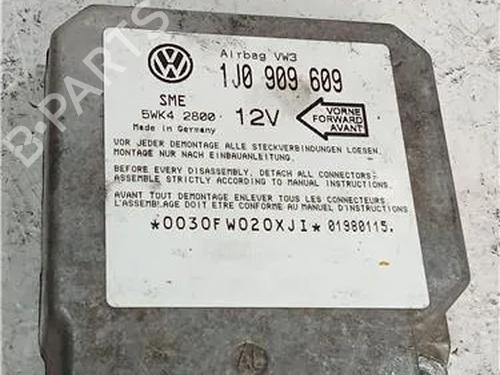 Airbag VW3
1J0 909 609
SME
5WK4 2800
12V
VORNE
FORWARD
AVANT
Made in Germany
VOR JEDER DEMONTAGE ALLE STECKVERBINDUNGEN LOESEN.
MONTAGE NUR NACH EINBAUANLEITUNG.
BEFORE EVERY DISASSEMBLY, DETACH ALL CONNECTORS.
ASSEMBLE STRICTLY ACCORDING TO MANUAL INSTRUCTIONS.
AVANT TOUT DEMONTAGE ENLEVER TOUS LES CONNECTEURS
L'ASSEMBLAGE DOIT ETRE CONFORME AU MANUEL D'INSTRUCTIONS
*0030FW020XJI* 01980115.
B-PARTS
AL